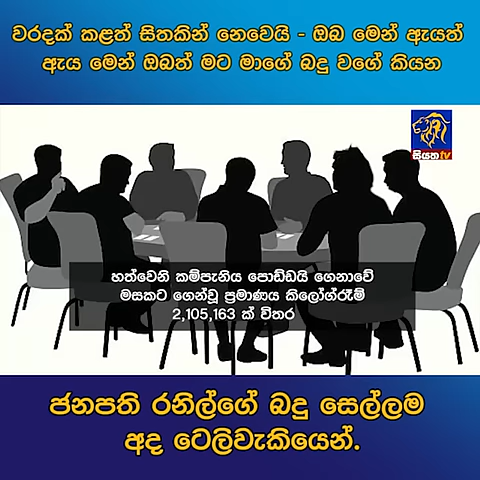 වරදක් කළත් සිතකින් නෙවෙයි - ඔබ මෙන් ඇයත්
ඇය මෙන් ඔබත් මට මාගේ බදු වගේ කියන
සියත tv
හත්වෙනි කම්පැනිය පොඩ්ඩයි ගෙනාවේ
මසකට ගෙන්වූ ප්‍රමාණය කිලෝග්රෑම්
2,105,163 ක් විතර
ජනපති රනිල්ගේ බදු සෙල්ලම
අද ටෙලිවැකියෙන්.